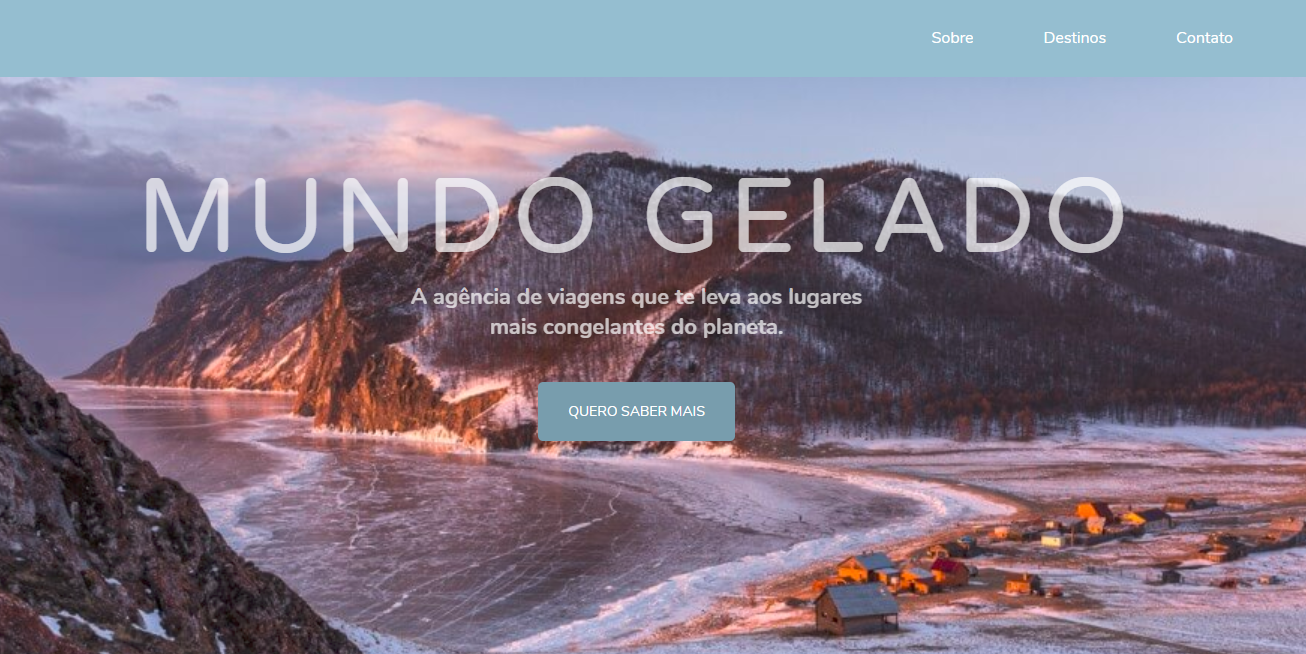 Sobre Destinos Contato
MUNDO GELADO
A agência de viagens que te leva aos lugares
mais congelantes do planeta.
QUERO SABER MAIS